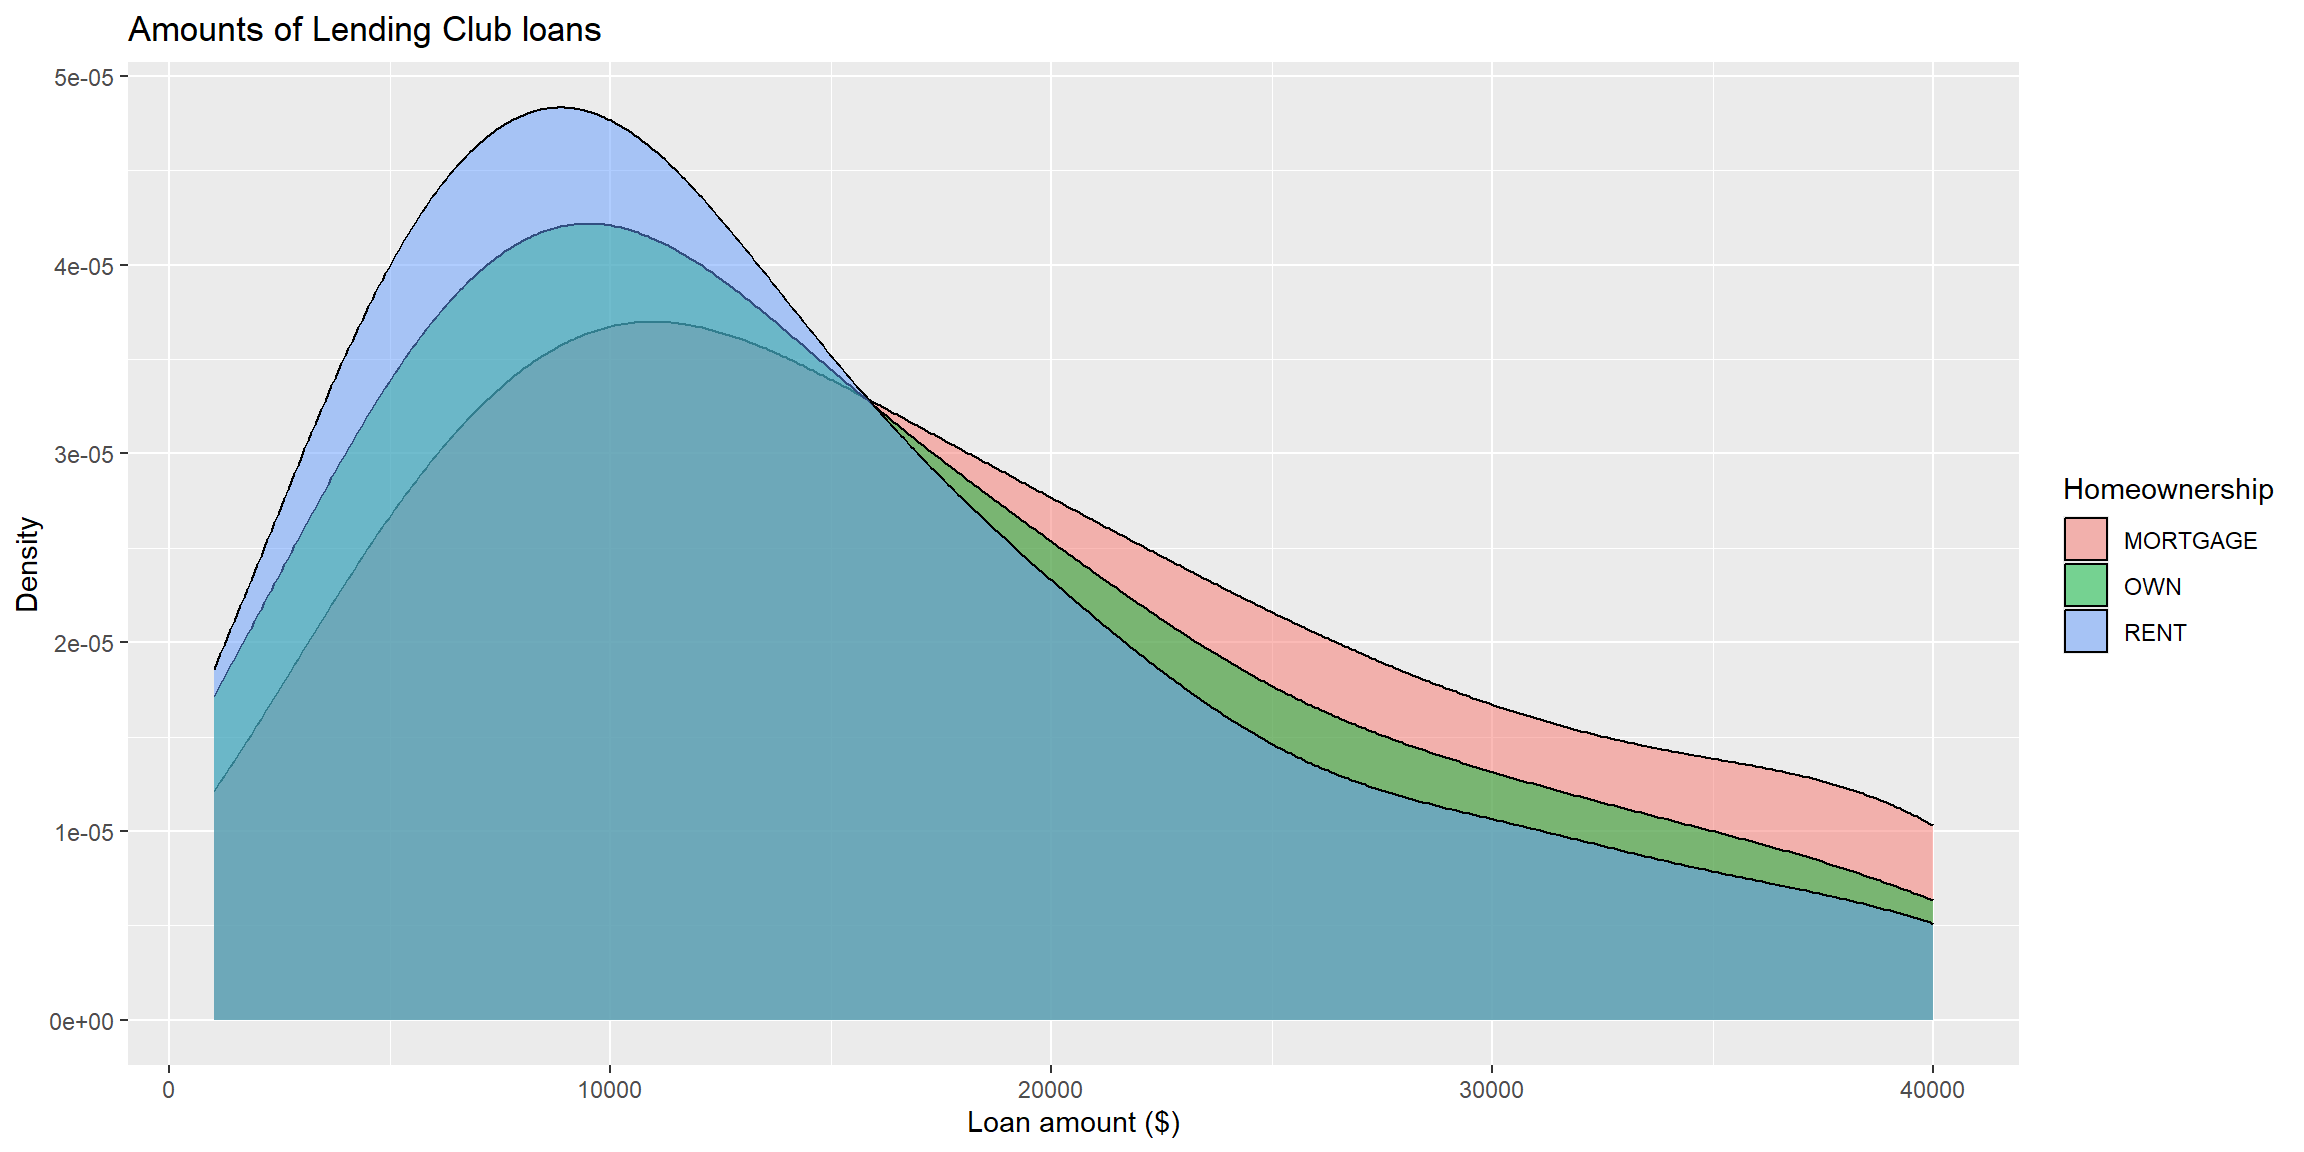 Amounts of Lending Club loans
5e-05
4e-05
3e-05
2e-05
1e-05
0e+00
Density
0 10000 20000 30000 40000
Loan amount ($)
Homeownership
MORTGAGE
OWN
RENT